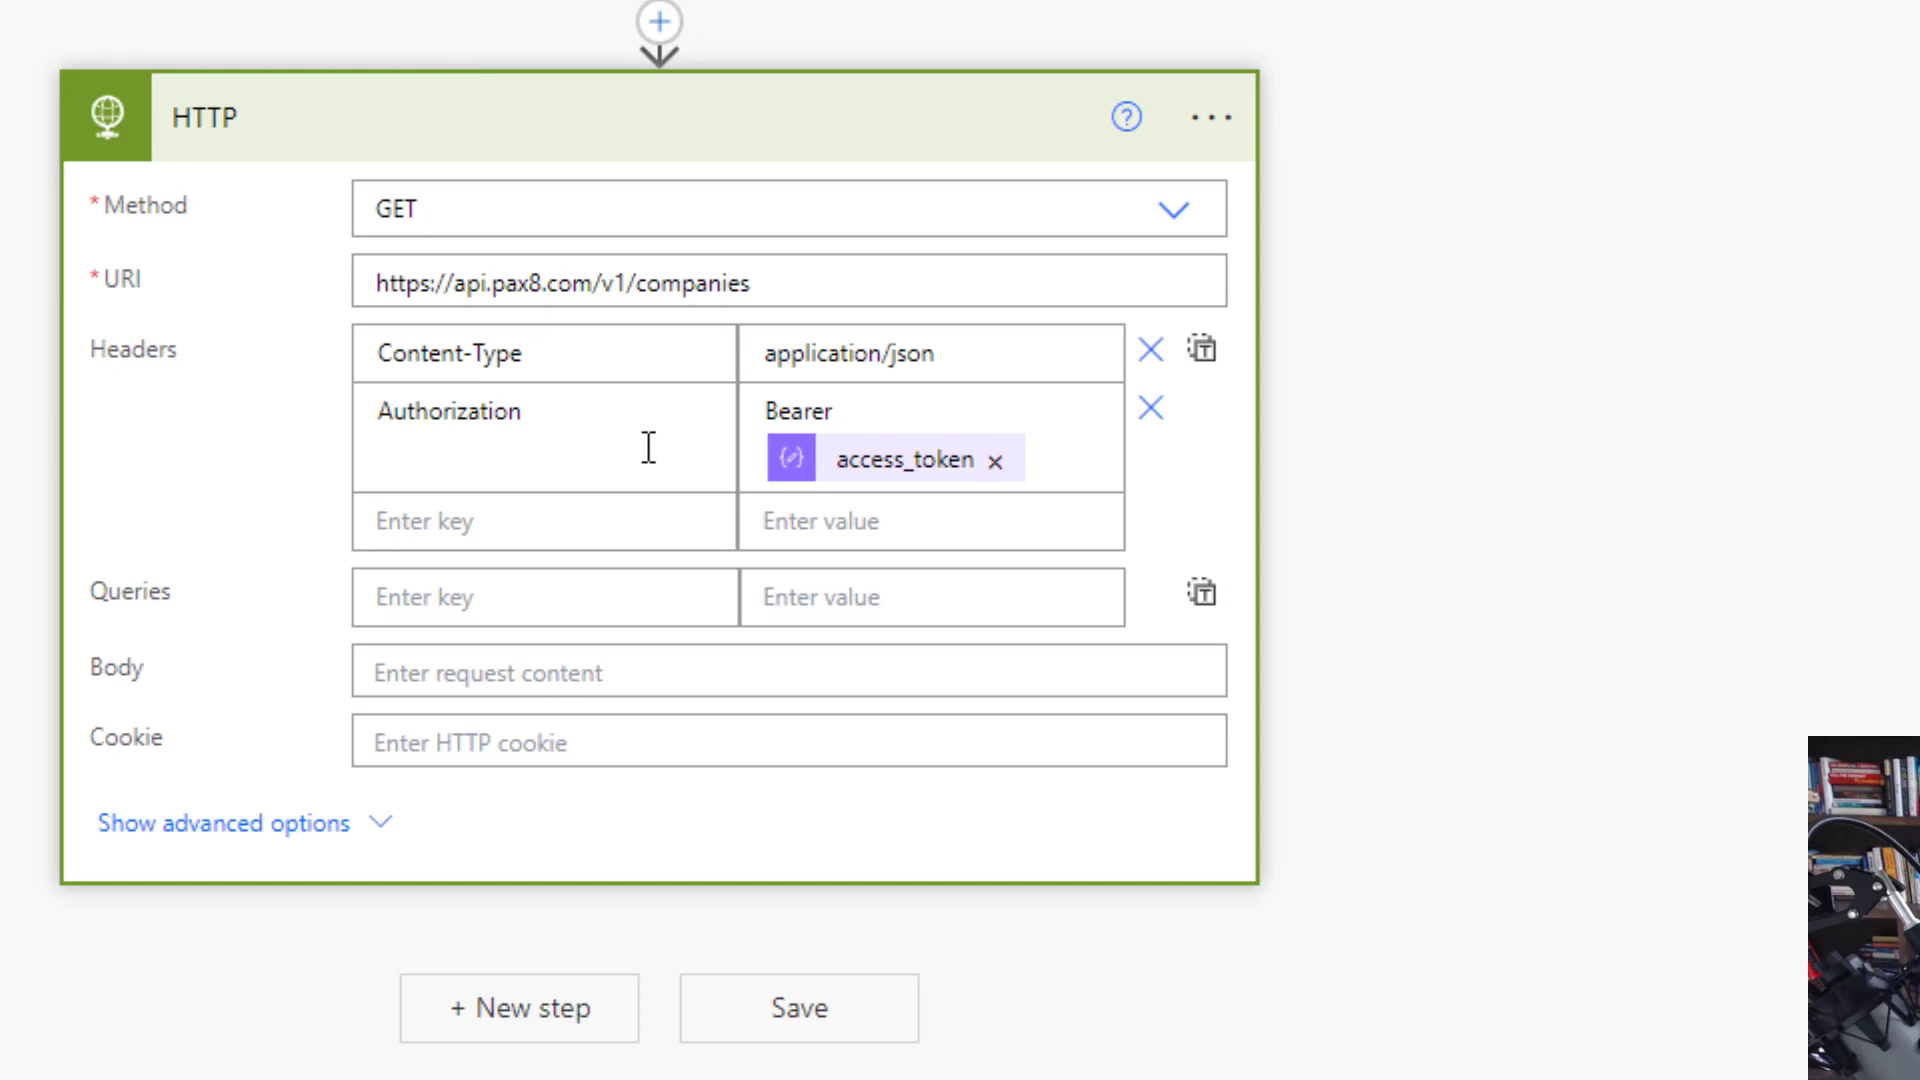 HTTP
* Method
GET
* URI
https://api.pax8.com/v1/companies
Headers
Content-Type
application/json
Authorization
Bearer
access_token
Enter key
Enter value
Queries
Enter key
Enter value
Body
Enter request content
Cookie
Enter HTTP cookie
Show advanced options
+ New step
Save